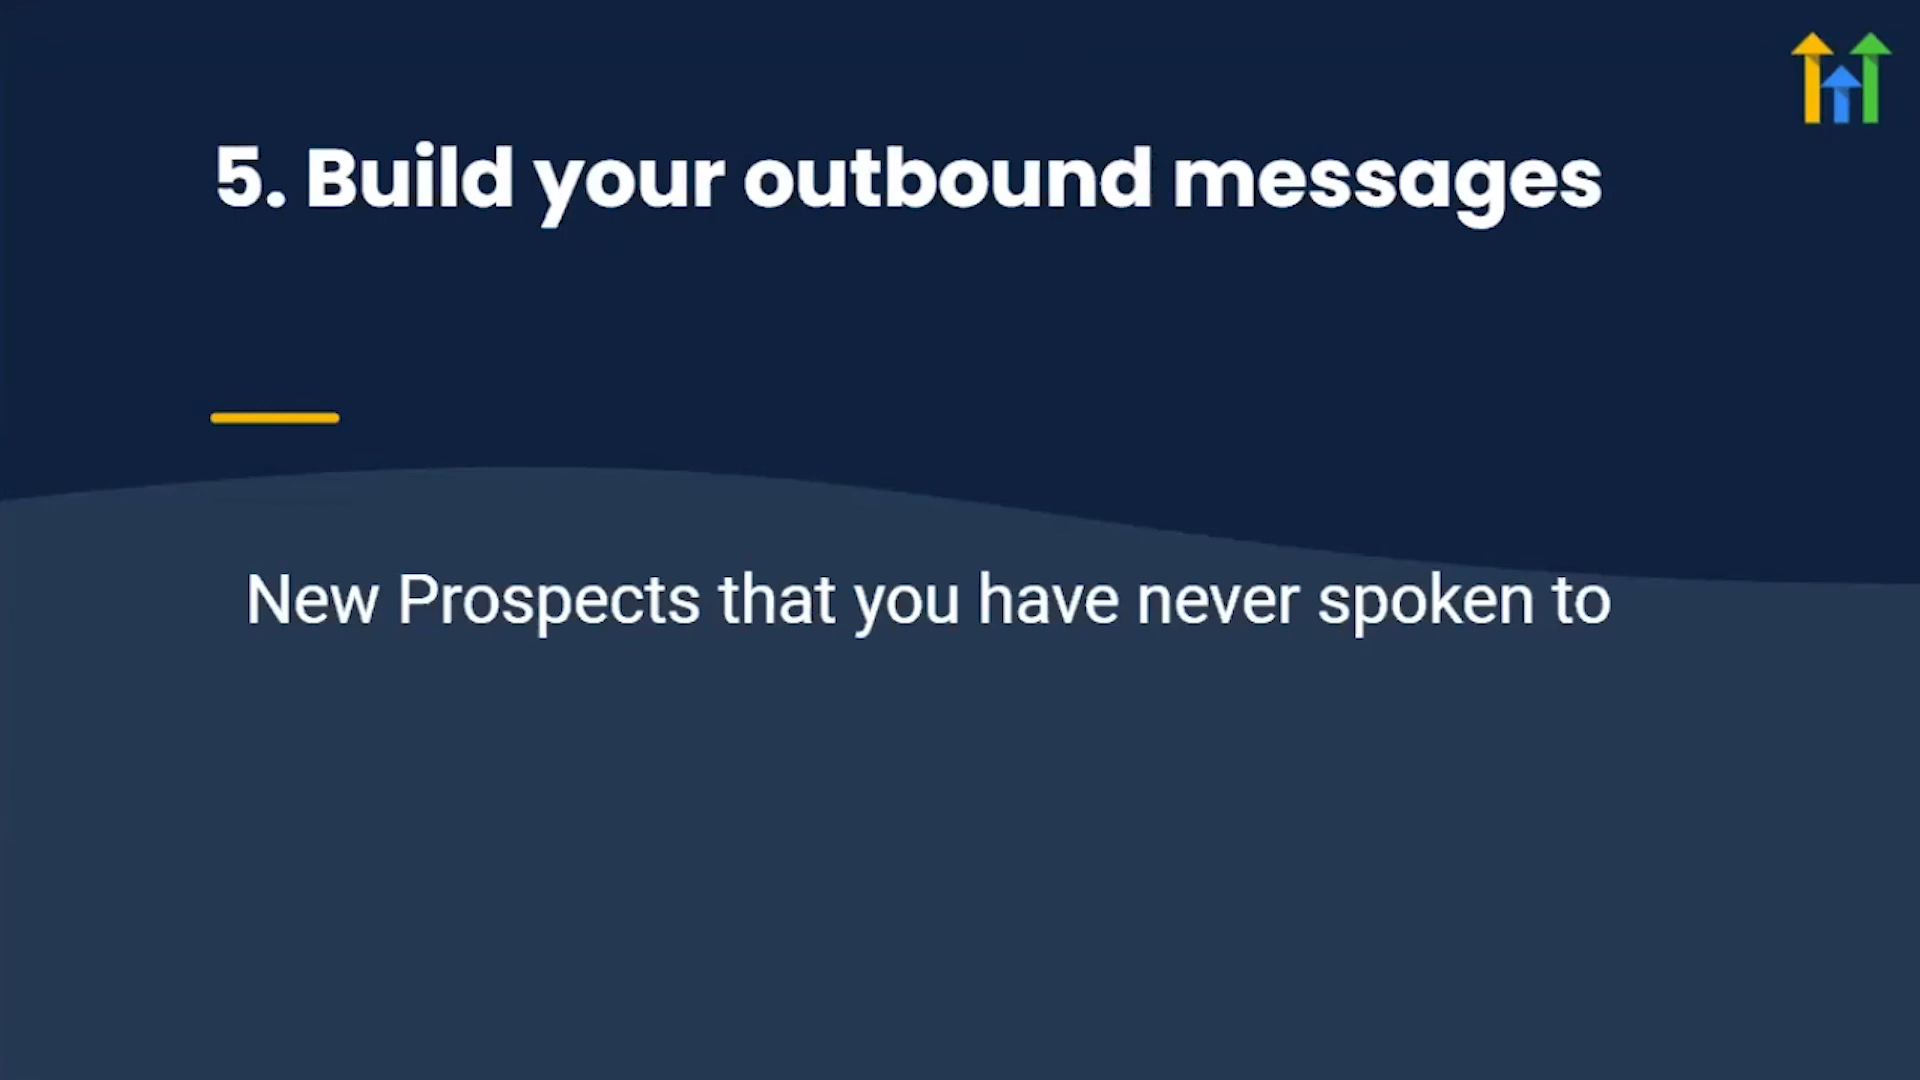 5. Build your outbound messages
New Prospects that you have never spoken to